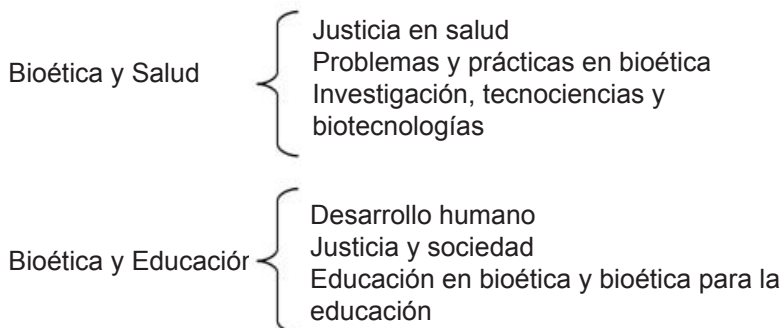 Bioética y Salud
Justicia en salud
Problemas y prácticas en bioética
Investigación, tecnociencias y
biotecnologías
Bioética y Educación
Desarrollo humano
Justicia y sociedad
Educación en bioética y bioética para la
educación